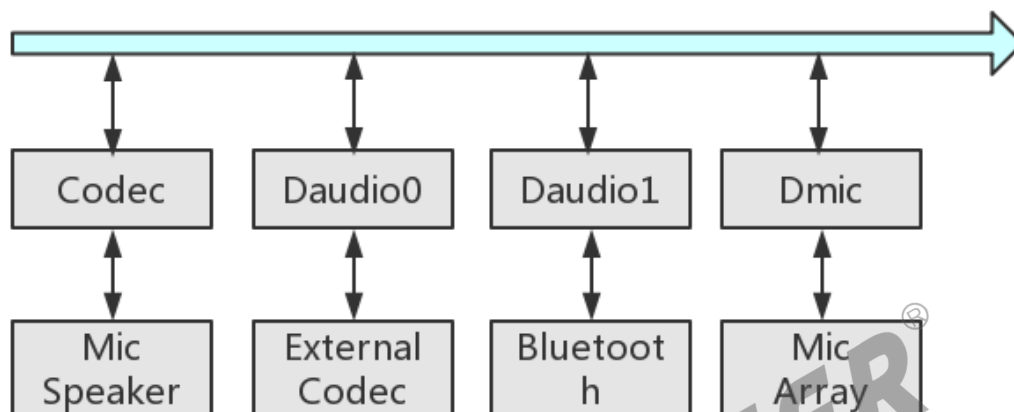 Codec
Daudio0
Daudio1
Dmic
Mic
Speaker
External
Codec
Bluetoot
h
Mic
Array
®